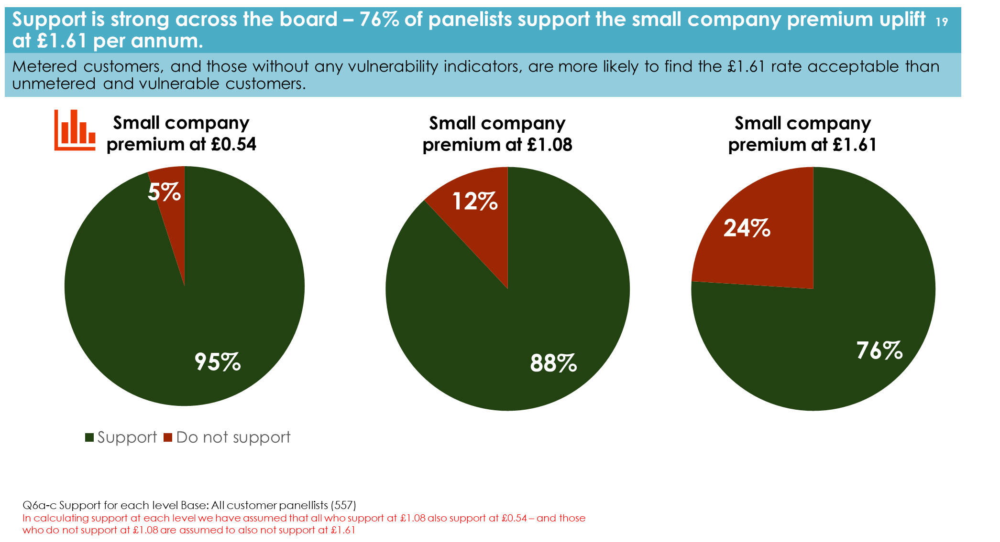 Support is strong across the board – 76% of panelists support the small company premium uplift
at £1.61 per annum.
19
Metered customers, and those without any vulnerability indicators, are more likely to find the £1.61 rate acceptable than
unmetered and vulnerable customers.
Small company
premium at £0.54
5%
95%
Small company
premium at £1.08
12%
88%
Small company
premium at £1.61
24%
76%
Support
Do not support
Q6a-c Support for each level Base: All customer panellists (557)
In calculating support at each level we have assumed that all who support at £1.08 also support at £0.54 – and those
who do not support at £1.08 are assumed to also not support at £1.61